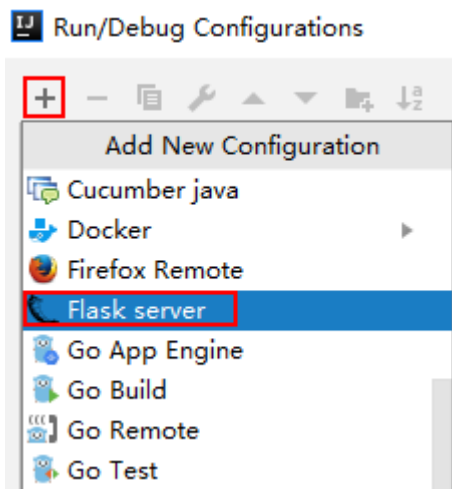 IJ Run/Debug Configurations
Add New Configuration
Cucumber java
Docker
Firefox Remote
Flask server
Go App Engine
Go Build
Go Remote
Go Test